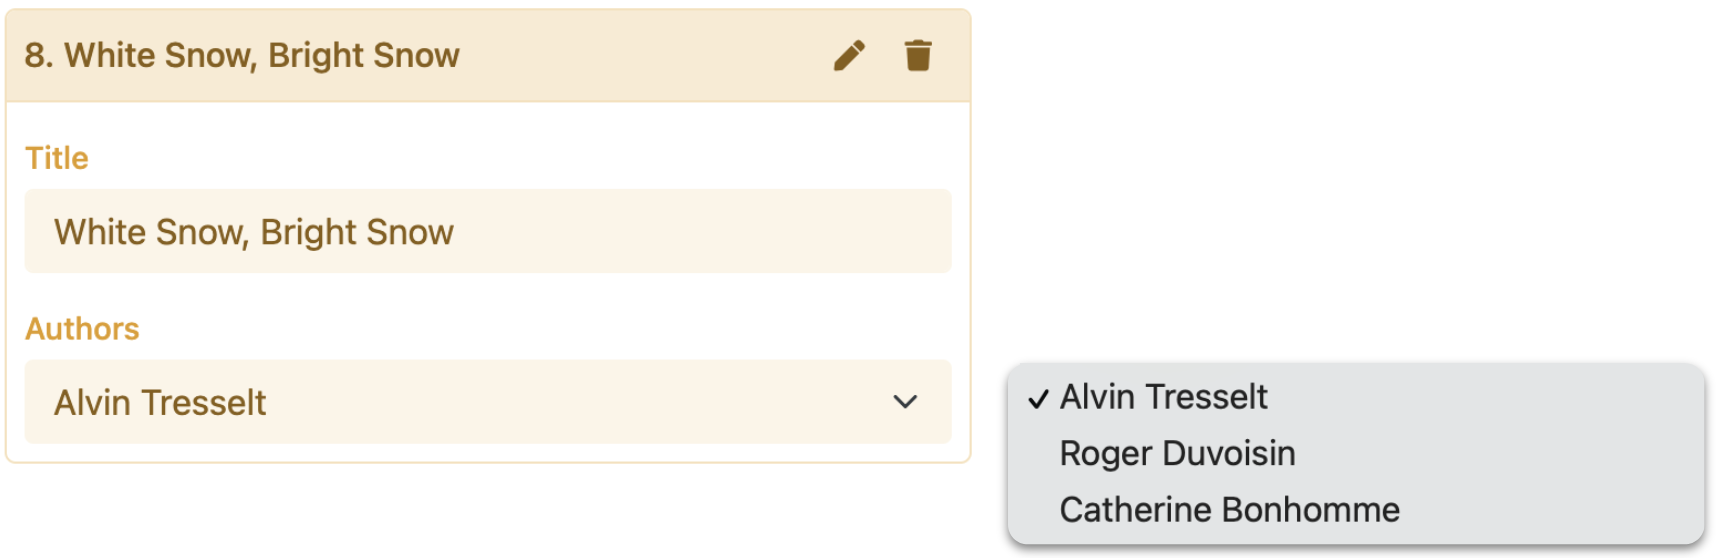 8. White Snow, Bright Snow
Title
White Snow, Bright Snow
Authors
Alvin Tresselt
Alvin Tresselt
Roger Duvoisin
Catherine Bonhomme